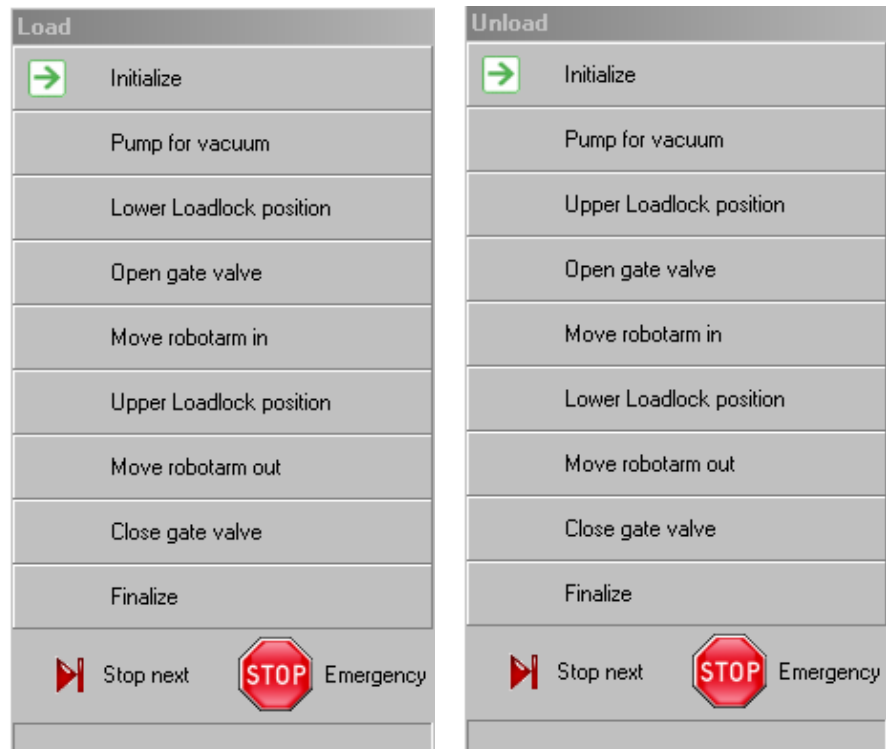 Load
Initialize
Pump for vacuum
Lower Loadlock position
Open gate valve
Move robotarm in
Upper Loadlock position
Move robotarm out
Close gate valve
Finalize
Stop next
STOP
Emergency
Unload
Initialize
Pump for vacuum
Upper Loadlock position
Open gate valve
Move robotarm in
Lower Loadlock position
Move robotarm out
Close gate valve
Finalize
Stop next
STOP
Emergency